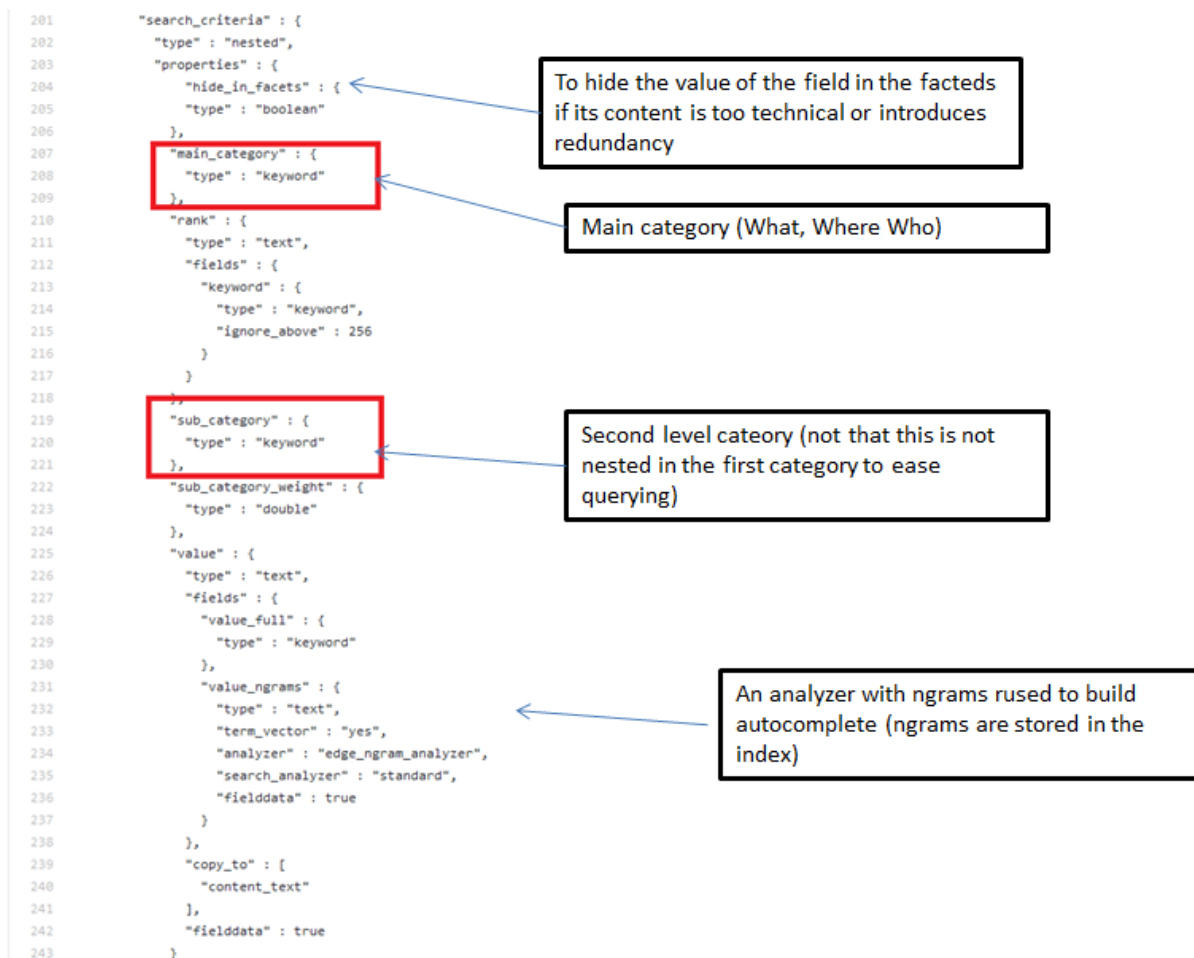 201 "search_criteria" : {
202 "type" : "nested",
203 "properties" : {
204 "hide_in_facets" : {
205 "type" : "boolean"
206 },
207 "main_category" : {
208 "type" : "keyword"
209 },
210 "rank" : {
211 "type" : "text",
212 "fields" : {
213 "keyword" : {
214 "type" : "keyword",
215 "ignore_above" : 256
216 }
217 }
218 },
219 "sub_category" : {
220 "type" : "keyword"
221 },
222 "sub_category_weight" : {
223 "type" : "double"
224 },
225 "value" : {
226 "type" : "text",
227 "fields" : {
228 "value_full" : {
229 "type" : "keyword"
230 },
231 "value_ngrams" : {
232 "type" : "text",
233 "term_vector" : "yes",
234 "analyzer" : "edge_ngram_analyzer",
235 "search_analyzer" : "standard",
236 "fielddata" : true
237 }
238 },
239 "copy_to" : [
240 "content_text"
241 ],
242 "fielddata" : true
243 }
To hide the value of the field in the facteds
if its content is too technical or introduces
redundancy
Main category (What, Where Who)
Second level cateory (not that this is not
nested in the first category to ease
querying)
An analyzer with ngrams rused to build
autocomplete (ngrams are stored in the
index)